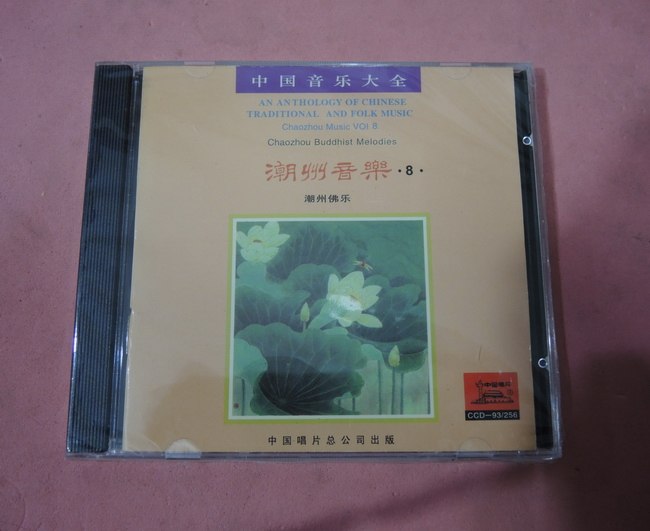 中国音乐大全
AN ANTHOLOGY OF CHINESE
TRADITIONAL AND FOLK MUSIC
Chaozhou Music VOl 8
Chaozhou Buddhist Melodies
潮州音樂·8·
潮州佛乐
中国唱片
CCD-93/256
中国唱片总公司出版